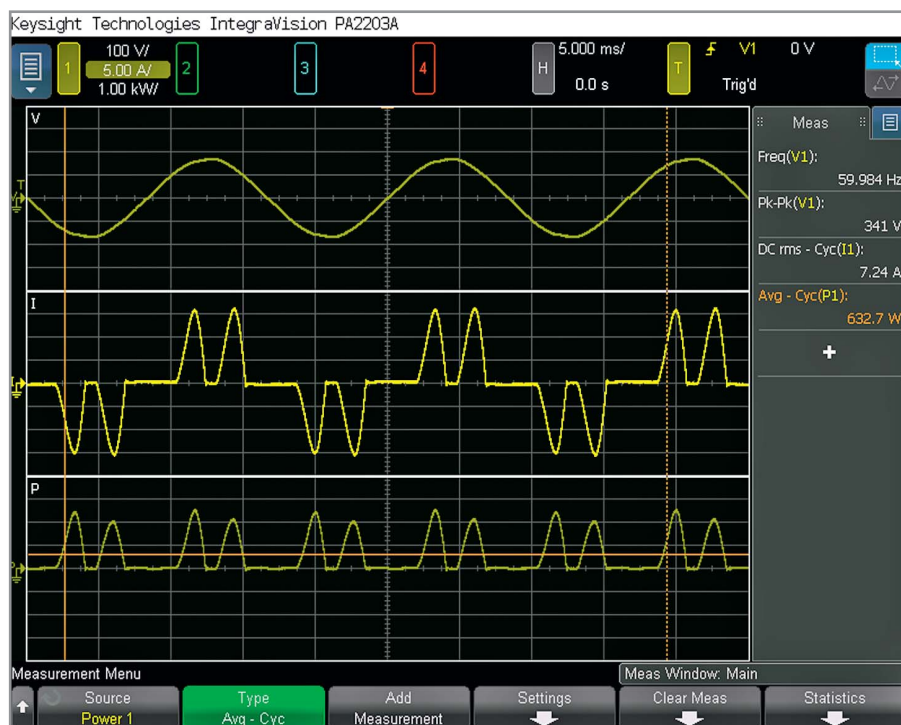 Keysight Technologies IntegraVision PA2203A
1
100 V/
5.00 A/
1.00 kW/
2
3
4
H
5.000 ms/
0.0 s
T
V1
0 V
Trig'd
V
T
Meas
Freq(V1):
59.984 Hz
Pk-Pk(V1):
341 V
DC rms - Cyc(I1):
7.24 A
Avg - Cyc(P1):
632.7 W
+
I
P
Measurement Menu
Meas Window: Main
Source
Power 1
Type
Avg - Cyc
Add
Measurement
Settings
Clear Meas
Statistics